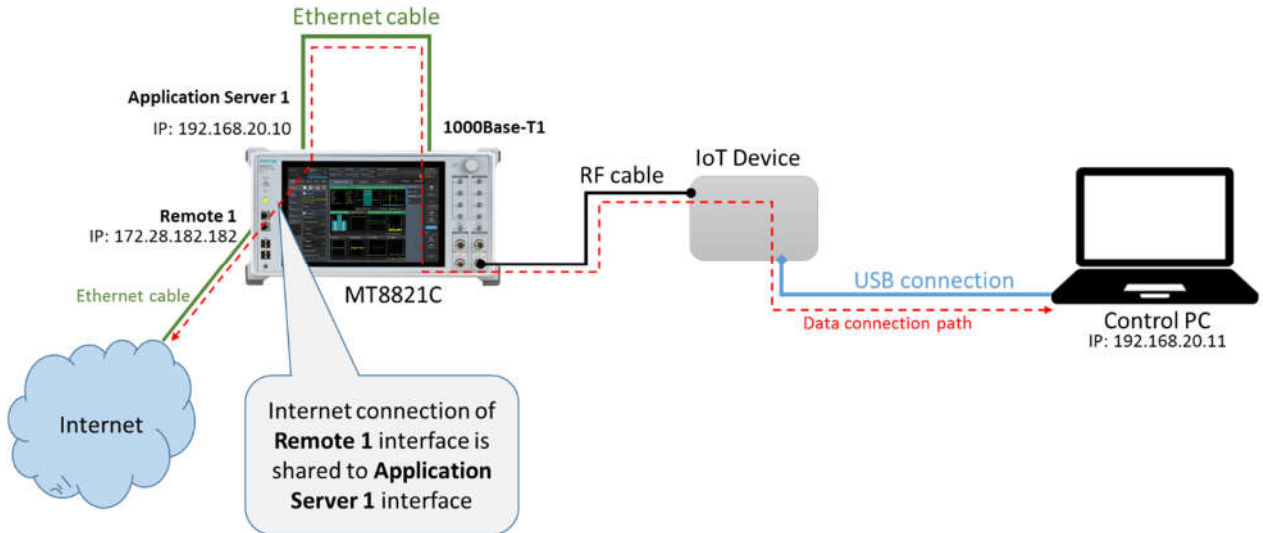 Ethernet cable
Application Server 1
IP: 192.168.20.10
1000Base-T1
IoT Device
RF cable
Remote 1
IP: 172.28.182.182
MT8821C
Ethernet cable
USB connection
Data connection path
Control PC
IP: 192.168.20.11
Internet
Internet connection of
Remote 1 interface is
shared to Application
Server 1 interface